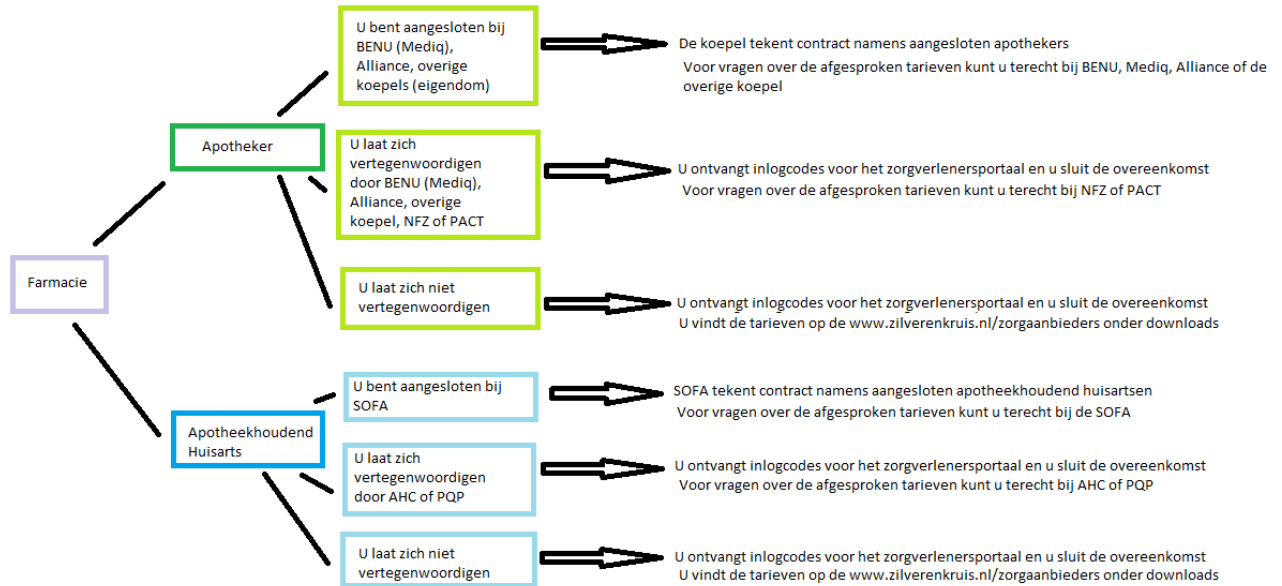 U bent aangesloten bij
BENU (Mediq),
Alliance, overige
koepels (eigendom)
De koepel tekent contract namens aangesloten apothekers
Voor vragen over de afgesproken tarieven kunt u terecht bij BENU, Mediq, Alliance of de
overige koepel
Apotheker
U laat zich
vertegenwoordigen
door BENU (Mediq),
Alliance, overige
koepel, NFZ of PACT
U ontvangt inlogcodes voor het zorgverlenersportaal en u sluit de overeenkomst
Voor vragen over de afgesproken tarieven kunt u terecht bij NFZ of PACT
Farmacie
U laat zich niet
vertegenwoordigen
U ontvangt inlogcodes voor het zorgverlenersportaal en u sluit de overeenkomst
U vindt de tarieven op de www.zilverenkruis.nl/zorgaanbieders onder downloads
U bent aangesloten bij
SOFA
SOFA tekent contract namens aangesloten apotheekhoudend huisartsen
Voor vragen over de afgesproken tarieven kunt u terecht bij de SOFA
Apotheekhoudend
Huisarts
U laat zich
vertegenwoordigen
door AHC of PQP
U ontvangt inlogcodes voor het zorgverlenersportaal en u sluit de overeenkomst
Voor vragen over de afgesproken tarieven kunt u terecht bij AHC of PQP
U laat zich niet
vertegenwoordigen
U ontvangt inlogcodes voor het zorgverlenersportaal en u sluit de overeenkomst
U vindt de tarieven op de www.zilverenkruis.nl/zorgaanbieders onder downloads